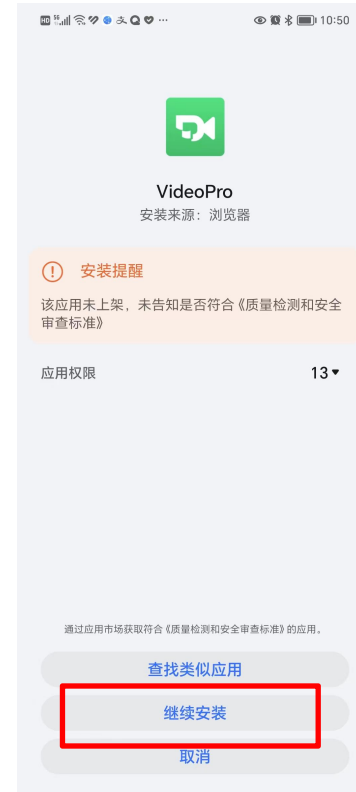 HD 5G 10:50
VideoPro
安装来源：浏览器
安装提醒
该应用未上架，未告知是否符合《质量检测和安全
审查标准》
应用权限 13
通过应用市场获取符合《质量检测和安全审查标准》的应用。
查找类似应用
继续安装
取消